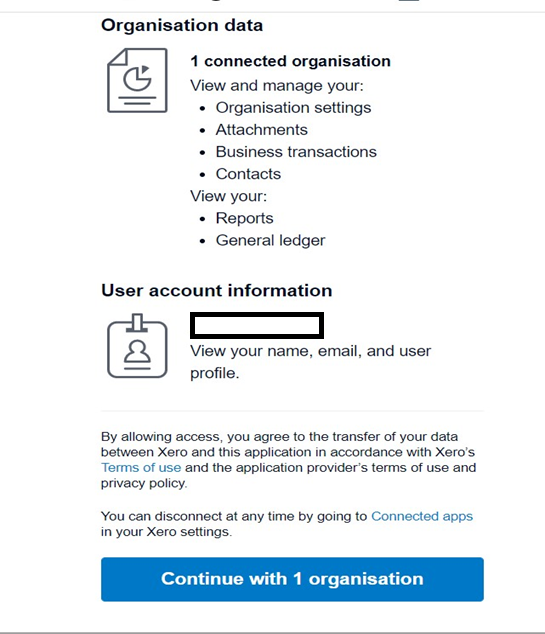 Organisation data
1 connected organisation
View and manage your:
• Organisation settings
• Attachments
• Business transactions
• Contacts
View your:
• Reports
• General ledger
User account information
View your name, email, and user
profile.
By allowing access, you agree to the transfer of your data
between Xero and this application in accordance with Xero's
Terms of use and the application provider's terms of use and
privacy policy.
You can disconnect at any time by going to Connected apps
in your Xero settings.
Continue with 1 organisation